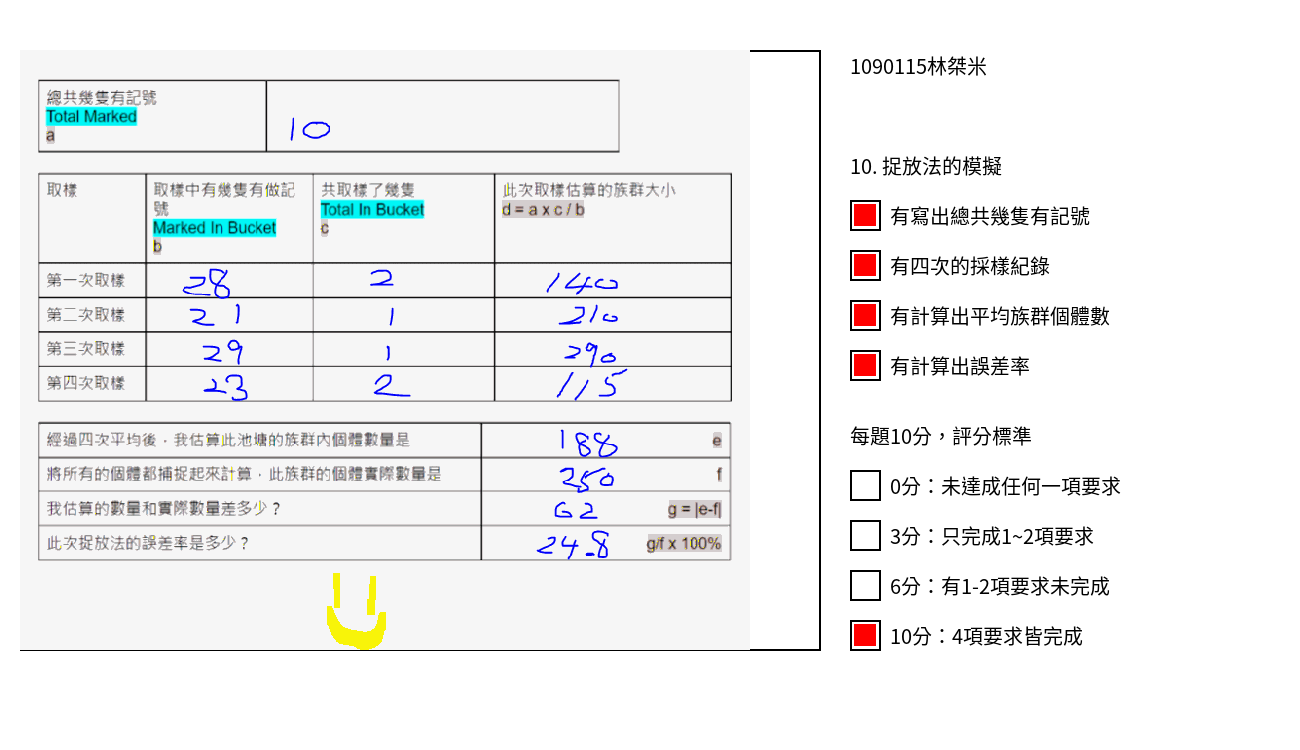 總共幾隻有記號
Total Marked
a
10
取樣
取樣中有幾隻有做記號
Marked In Bucket
b
共取樣了幾隻
Total In Bucket
c
此次取樣估算的族群大小
d = a x c / b
第一次取樣 28 2 140
第二次取樣 21 1 210
第三次取樣 29 1 290
第四次取樣 23 2 115
經過四次平均後，我估算此池塘的族群內個體數量是 188 e
將所有的個體都捕捉起來計算，此族群的個體實際數量是 250 f
我估算的數量和實際數量差多少？ 62 g = |e-f|
此次捉放法的誤差率是多少？ 24.8 g/f x 100%
1090115林桀米
10. 捉放法的模擬
有寫出總共幾隻有記號
有四次的採樣紀錄
有計算出平均族群個體數
有計算出誤差率
每題10分，評分標準
0分：未達成任何一項要求
3分：只完成1~2項要求
6分：有1-2項要求未完成
10分：4項要求皆完成